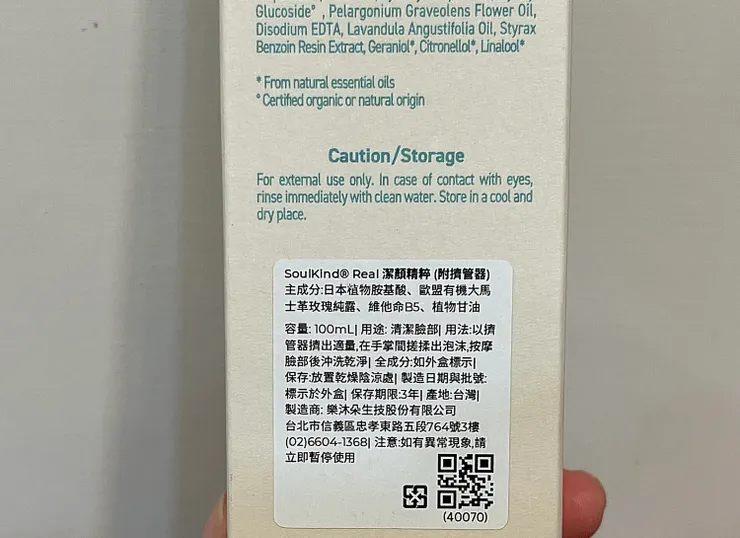 Glucoside° , Pelargonium Graveolens Flower Oil,
Disodium EDTA, Lavandula Angustifolia Oil, Styrax
Benzoin Resin Extract, Geraniol*, Citronellol*, Linalool*
* From natural essential oils
° Certified organic or natural origin
Caution/Storage
For external use only. In case of contact with eyes,
rinse immediately with clean water. Store in a cool and
dry place.
SoulKind® Real 潔顏精粹 (附擠管器)
主成分:日本植物胺基酸、歐盟有機大馬
士革玫瑰純露、維他命B5、植物甘油
容量: 100mL| 用途: 清潔臉部| 用法:以擠
管器擠出適量,在手掌間搓揉出泡沫,按摩
臉部後沖洗乾淨| 全成分:如外盒標示|
保存:放置乾燥陰涼處| 製造日期與批號:
標示於外盒| 保存期限:3年| 產地:台灣|
製造商: 樂沐朵生技股份有限公司
台北市信義區忠孝東路五段764號3樓
(02)6604-1368| 注意:如有異常現象,請
立即暫停使用
(40070)